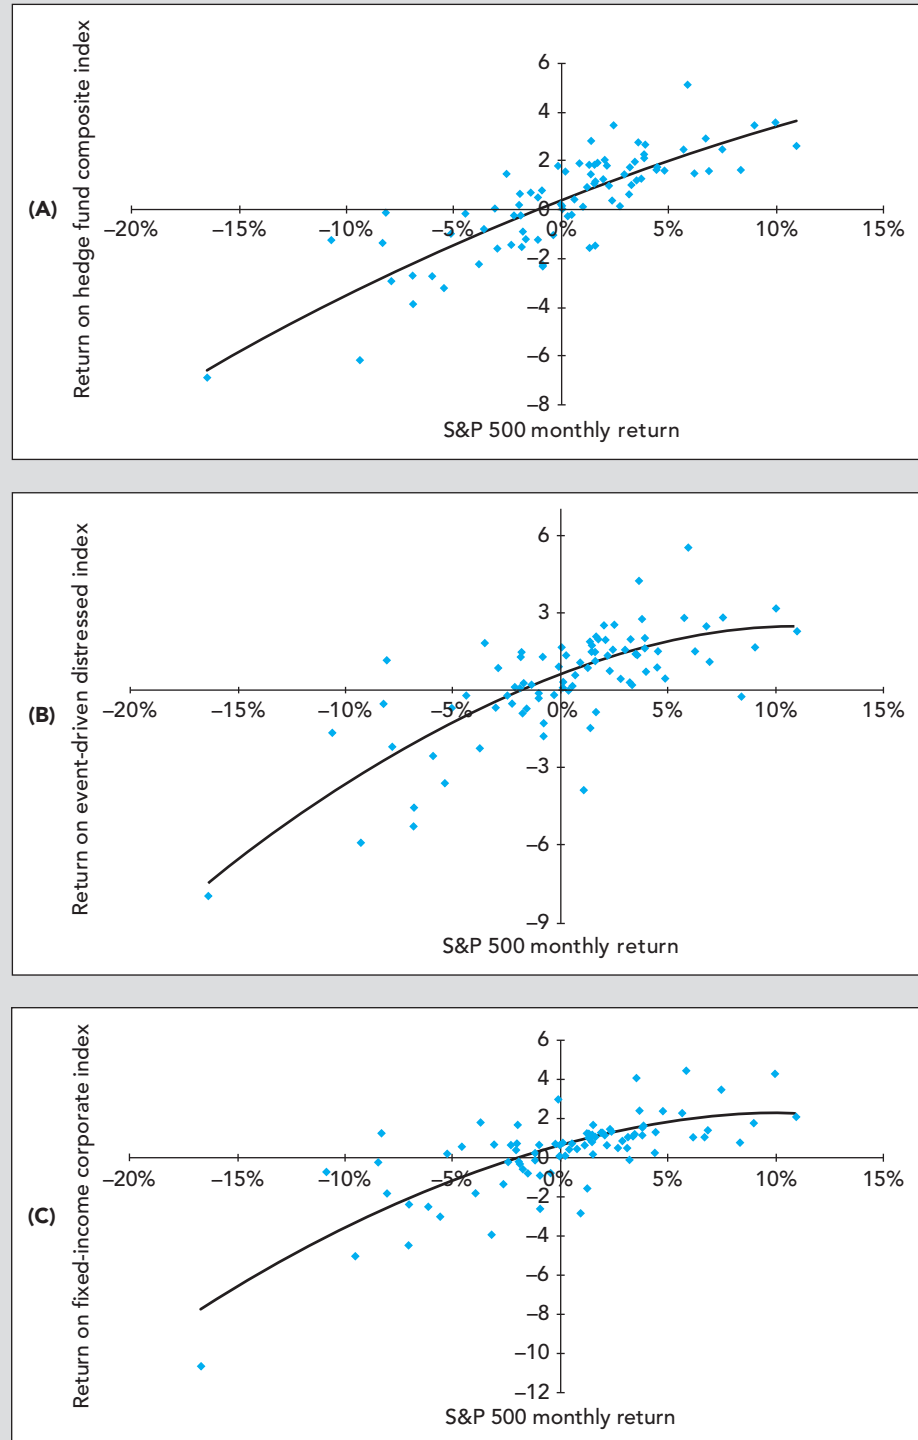 (A)
Return on hedge fund composite index
6
4
2
0
–20% –15% –10% –5% 0% 5% 10% 15%
–2
–4
–6
–8
S&P 500 monthly return
(B)
Return on event-driven distressed index
6
3
–20% –15% –10% –5% 0% 5% 10% 15%
–3
–6
–9
S&P 500 monthly return
(C)
Return on fixed-income corporate index
6
4
2
0
–20% –15% –10% –5% 0% 5% 10% 15%
–2
–4
–6
–8
–10
–12
S&P 500 monthly return